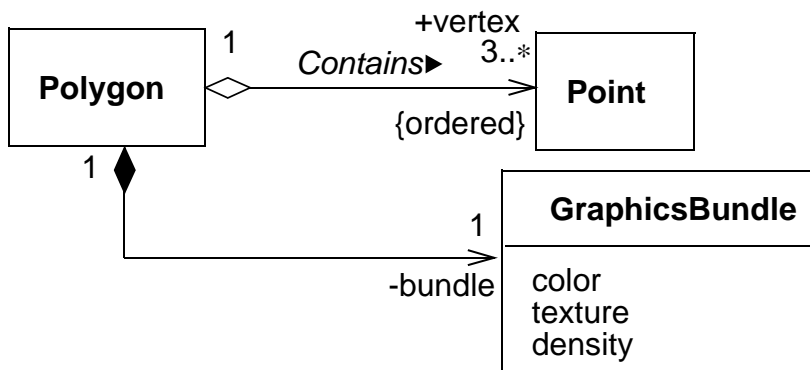 +vertex
1
3..*
Contains▶
Polygon
Point
{ordered}
1
GraphicsBundle
1
-bundle
color
texture
density